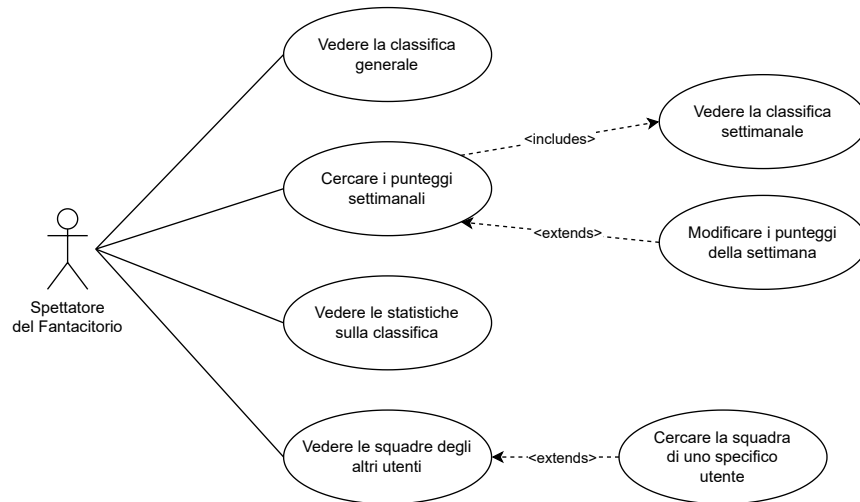 Vedere la classifica
generale
Vedere la classifica
settimanale
<includes>
Cercare i punteggi
settimanali
<extends>
Modificare i punteggi
della settimana
Spettatore
del Fantacitorio
Vedere le statistiche
sulla classifica
Vedere le squadre degli
altri utenti
<extends>
Cercare la squadra
di uno specifico
utente